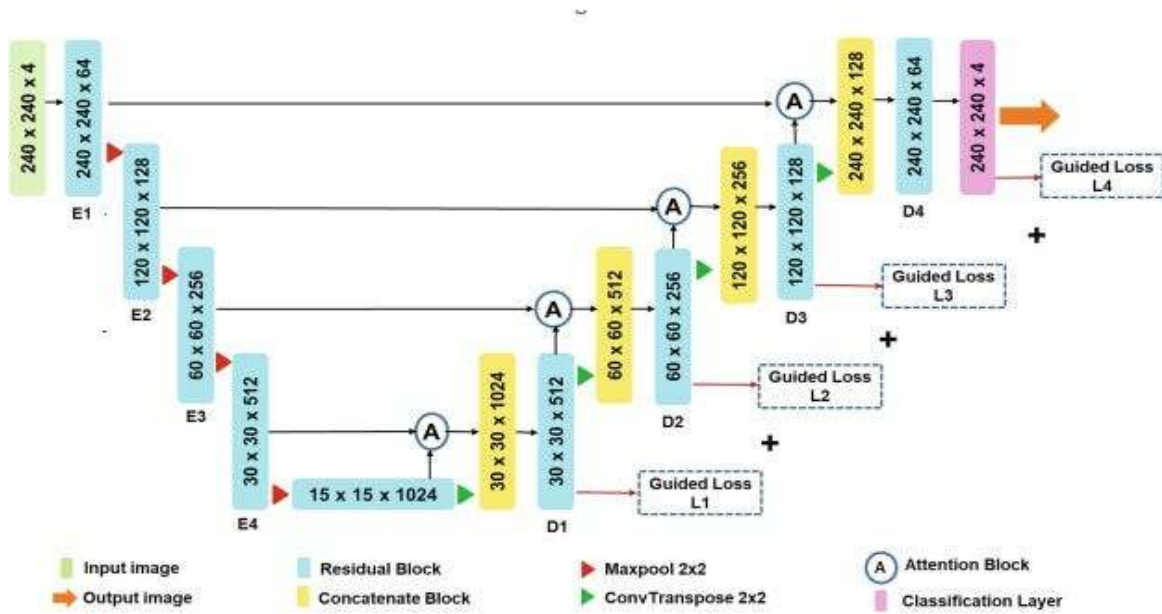 240 x 240 x 4
240 x 240 x 64
E1
120 x 120 x 128
E2
60 x 60 x 256
E3
30 x 30 x 512
E4
15 x 15 x 1024
A
30 x 30 x 1024
30 x 30 x 512
D1
Guided Loss
L1
A
60 x 60 x 512
60 x 60 x 256
D2
Guided Loss
L2
+
A
120 x 120 x 256
120 x 120 x 128
D3
Guided Loss
L3
+
A
240 x 240 x 128
240 x 240 x 64
D4
240 x 240 x 4
Guided Loss
L4
+
Input image
Residual Block
Maxpool 2x2
A Attention Block
Output image
Concatenate Block
ConvTranspose 2x2
Classification Layer